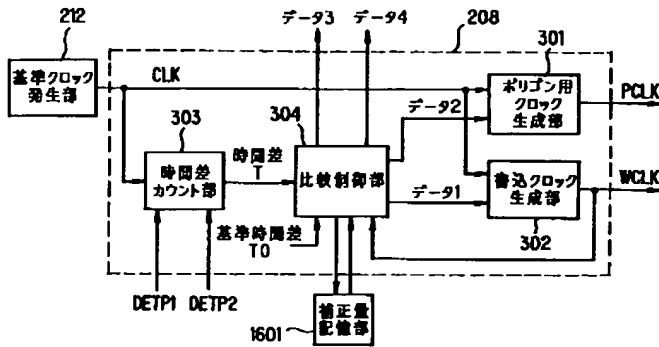 データ3
データ4
208
212
基準クロック
発生部
CLK
301
ポリゴン用
クロック
生成部
PCLK
データ2
303
時間差
カウント部
時間差
T
304
比較制御部
データ1
書込クロック
生成部
WCLK
302
基準時間差
T0
DETP1
DETP2
補正量
記憶部
1601